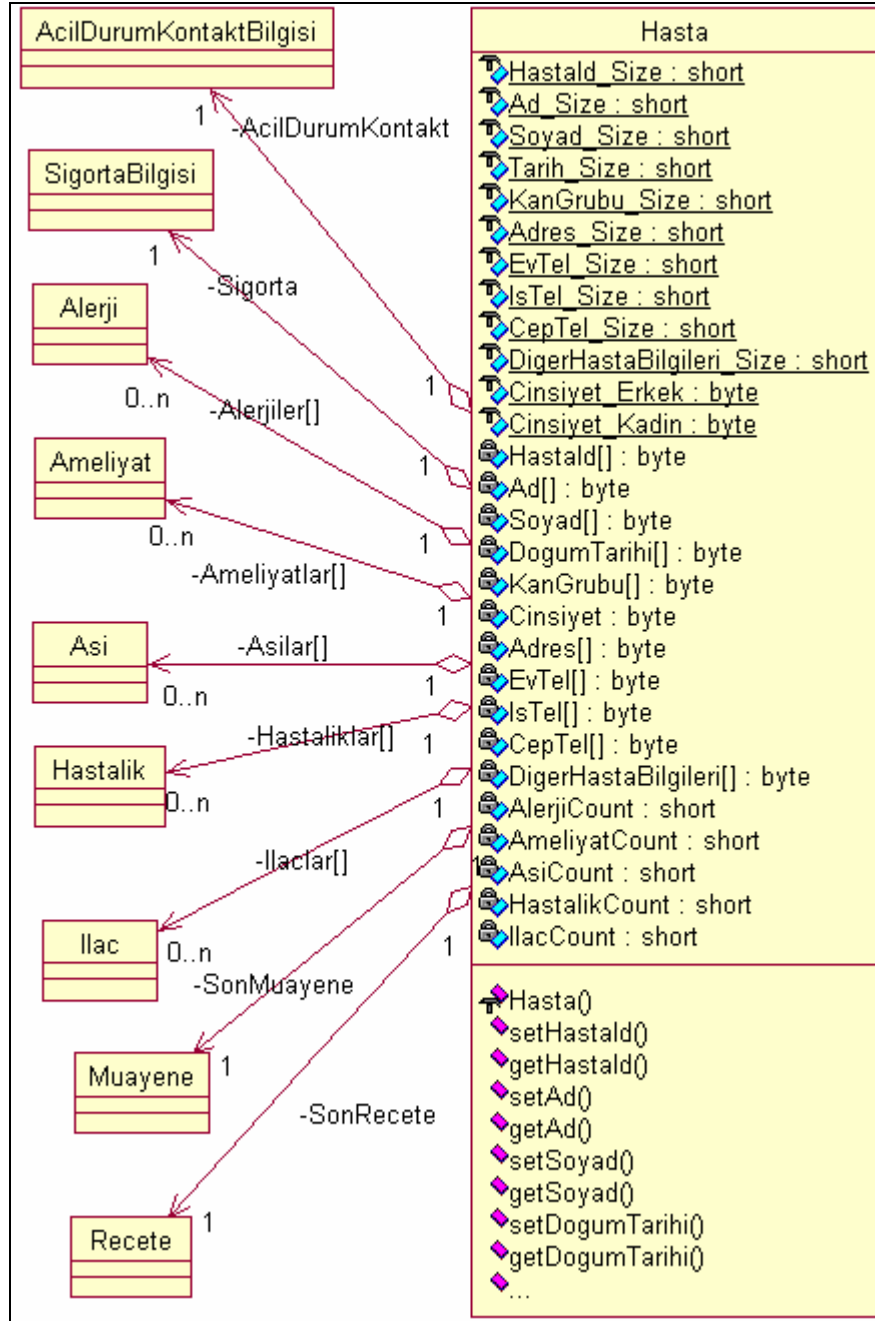 AcilDurumKontaktBilgisi
1
-AcilDurumKontakt
1
SigortaBilgisi
1
-Sigorta
1
Alerji
0..n
-Alerjiler[]
1
Ameliyat
0..n
-Ameliyatlar[]
1
Asi
0..n
-Asilar[]
1
Hastalik
0..n
-Hastaliklar[]
1
Ilac
0..n
-Ilaclar[]
1
Muayene
1
-SonMuayene
1
Recete
1
-SonRecete
1
Hasta
HastaId_Size : short
Ad_Size : short
Soyad_Size : short
Tarih_Size : short
KanGrubu_Size : short
Adres_Size : short
EvTel_Size : short
IsTel_Size : short
CepTel_Size : short
DigerHastaBilgileri_Size : short
Cinsiyet_Erkek : byte
Cinsiyet_Kadin : byte
HastaId[] : byte
Ad[] : byte
Soyad[] : byte
DogumTarihi[] : byte
KanGrubu[] : byte
Cinsiyet : byte
Adres[] : byte
EvTel[] : byte
IsTel[] : byte
CepTel[] : byte
DigerHastaBilgileri[] : byte
AlerjiCount : short
AmeliyatCount : short
AsiCount : short
HastalikCount : short
IlacCount : short
Hasta()
setHastaId()
getHastaId()
setAd()
getAd()
setSoyad()
getSoyad()
setDogumTarihi()
getDogumTarihi()
...